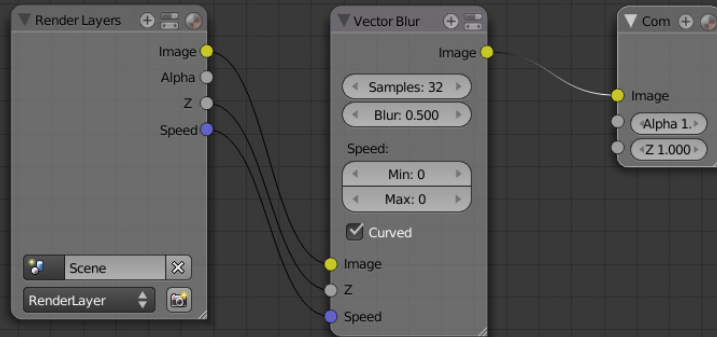 Render Layers
Image
Alpha
Z
Speed
Scene
RenderLayer
Vector Blur
Image
Samples: 32
Blur: 0.500
Speed:
Min: 0
Max: 0
Curved
Image
Z
Speed
Com
Image
Alpha 1.
Z 1.000